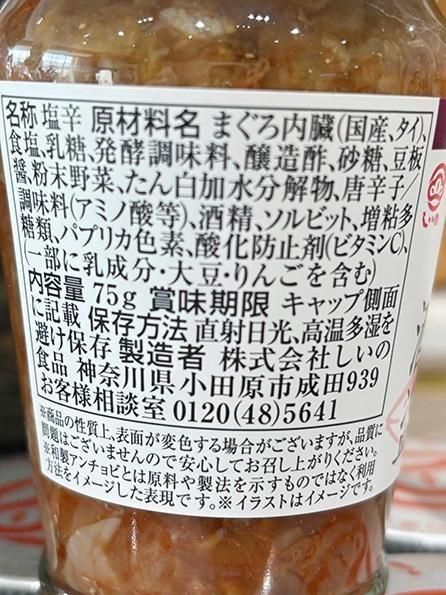 名称 塩辛 原材料名 まぐろ内臓(国産、タイ)、
食塩、乳糖、発酵調味料、醸造酢、砂糖、豆板
醤、粉末野菜、たん白加水分解物、唐辛子/
調味料(アミノ酸等)、酒精、ソルビット、増粘多
糖類、パプリカ色素、酸化防止剤(ビタミンC)、
(一部に乳成分・大豆・りんごを含む)
内容量 75g 賞味期限 キャップ側面
に記載 保存方法 直射日光、高温多湿を
避け保存 製造者 株式会社しいの
食品 神奈川県小田原市成田939
お客様相談室 0120(48)5641
※商品の性質上、表面が変色する場合がございますが、品質に
問題はございませんので安心してお召し上がりください。
※和製アンチョビとは原料や製法を示すものではなく利用
方法をイメージした表現です。※イラストはイメージです。